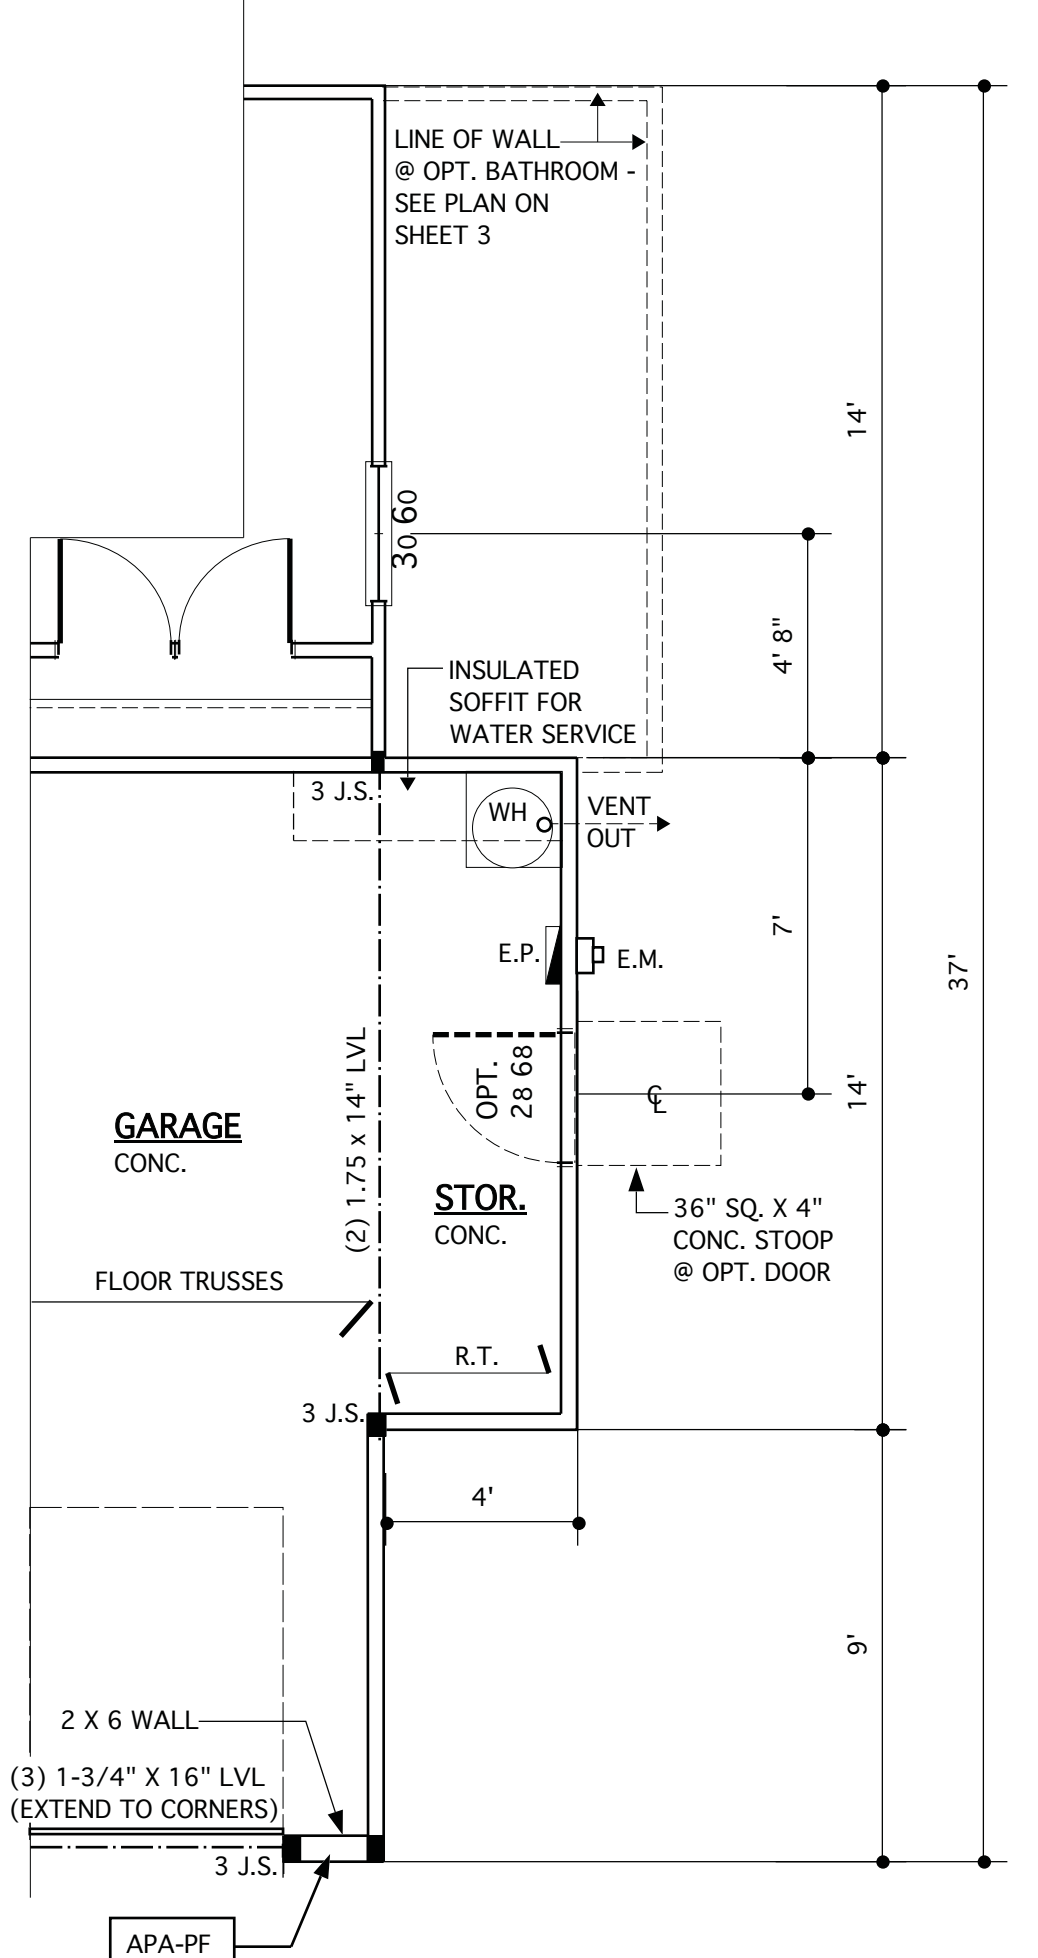 LINE OF WALL
@ OPT. BATHROOM -
SEE PLAN ON
SHEET 3
14'
30 60
4' 8"
INSULATED
SOFFIT FOR
WATER SERVICE
3 J.S.
WH
VENT
OUT
7'
E.P.
E.M.
37'
OPT.
28 68
℄
14'
(2) 1.75 x 14" LVL
GARAGE
CONC.
STOR.
CONC.
36" SQ. X 4"
CONC. STOOP
@ OPT. DOOR
FLOOR TRUSSES
R.T.
3 J.S.
4'
9'
2 X 6 WALL
(3) 1-3/4" X 16" LVL
(EXTEND TO CORNERS)
3 J.S.
APA-PF